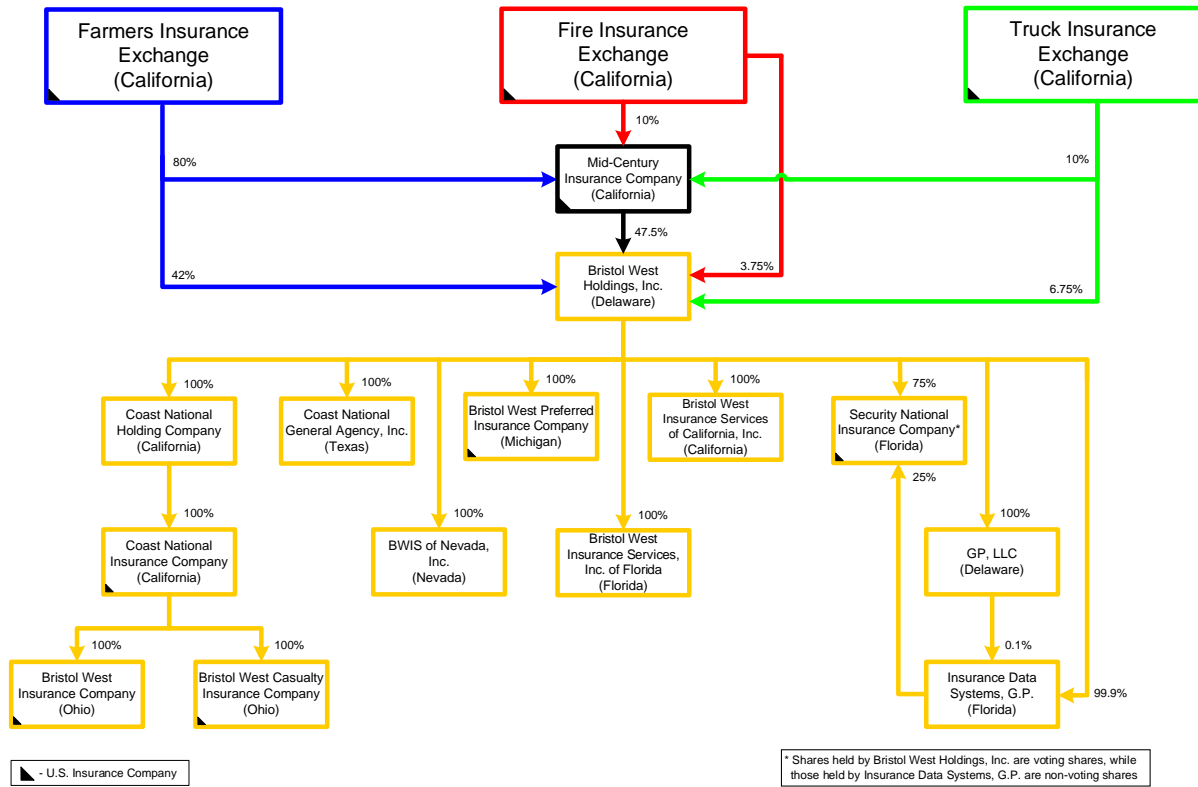 Farmers Insurance
Exchange
(California)
Fire Insurance
Exchange
(California)
Truck Insurance
Exchange
(California)
10%
80%
10%
Mid-Century
Insurance Company
(California)
47.5%
42%
3.75%
6.75%
Bristol West
Holdings, Inc.
(Delaware)
100%
100%
100%
100%
75%
Coast National
Holding Company
(California)
Coast National
General Agency, Inc.
(Texas)
Bristol West Preferred
Insurance Company
(Michigan)
Bristol West
Insurance Services
of California, Inc.
(California)
Security National
Insurance Company*
(Florida)
25%
100%
100%
100%
100%
Coast National
Insurance Company
(California)
BWIS of Nevada,
Inc.
(Nevada)
Bristol West
Insurance Services,
Inc. of Florida
(Florida)
GP, LLC
(Delaware)
100%
100%
0.1%
Bristol West
Insurance Company
(Ohio)
Bristol West Casualty
Insurance Company
(Ohio)
Insurance Data
Systems, G.P.
(Florida)
99.9%
- U.S. Insurance Company
* Shares held by Bristol West Holdings, Inc. are voting shares, while
those held by Insurance Data Systems, G.P. are non-voting shares